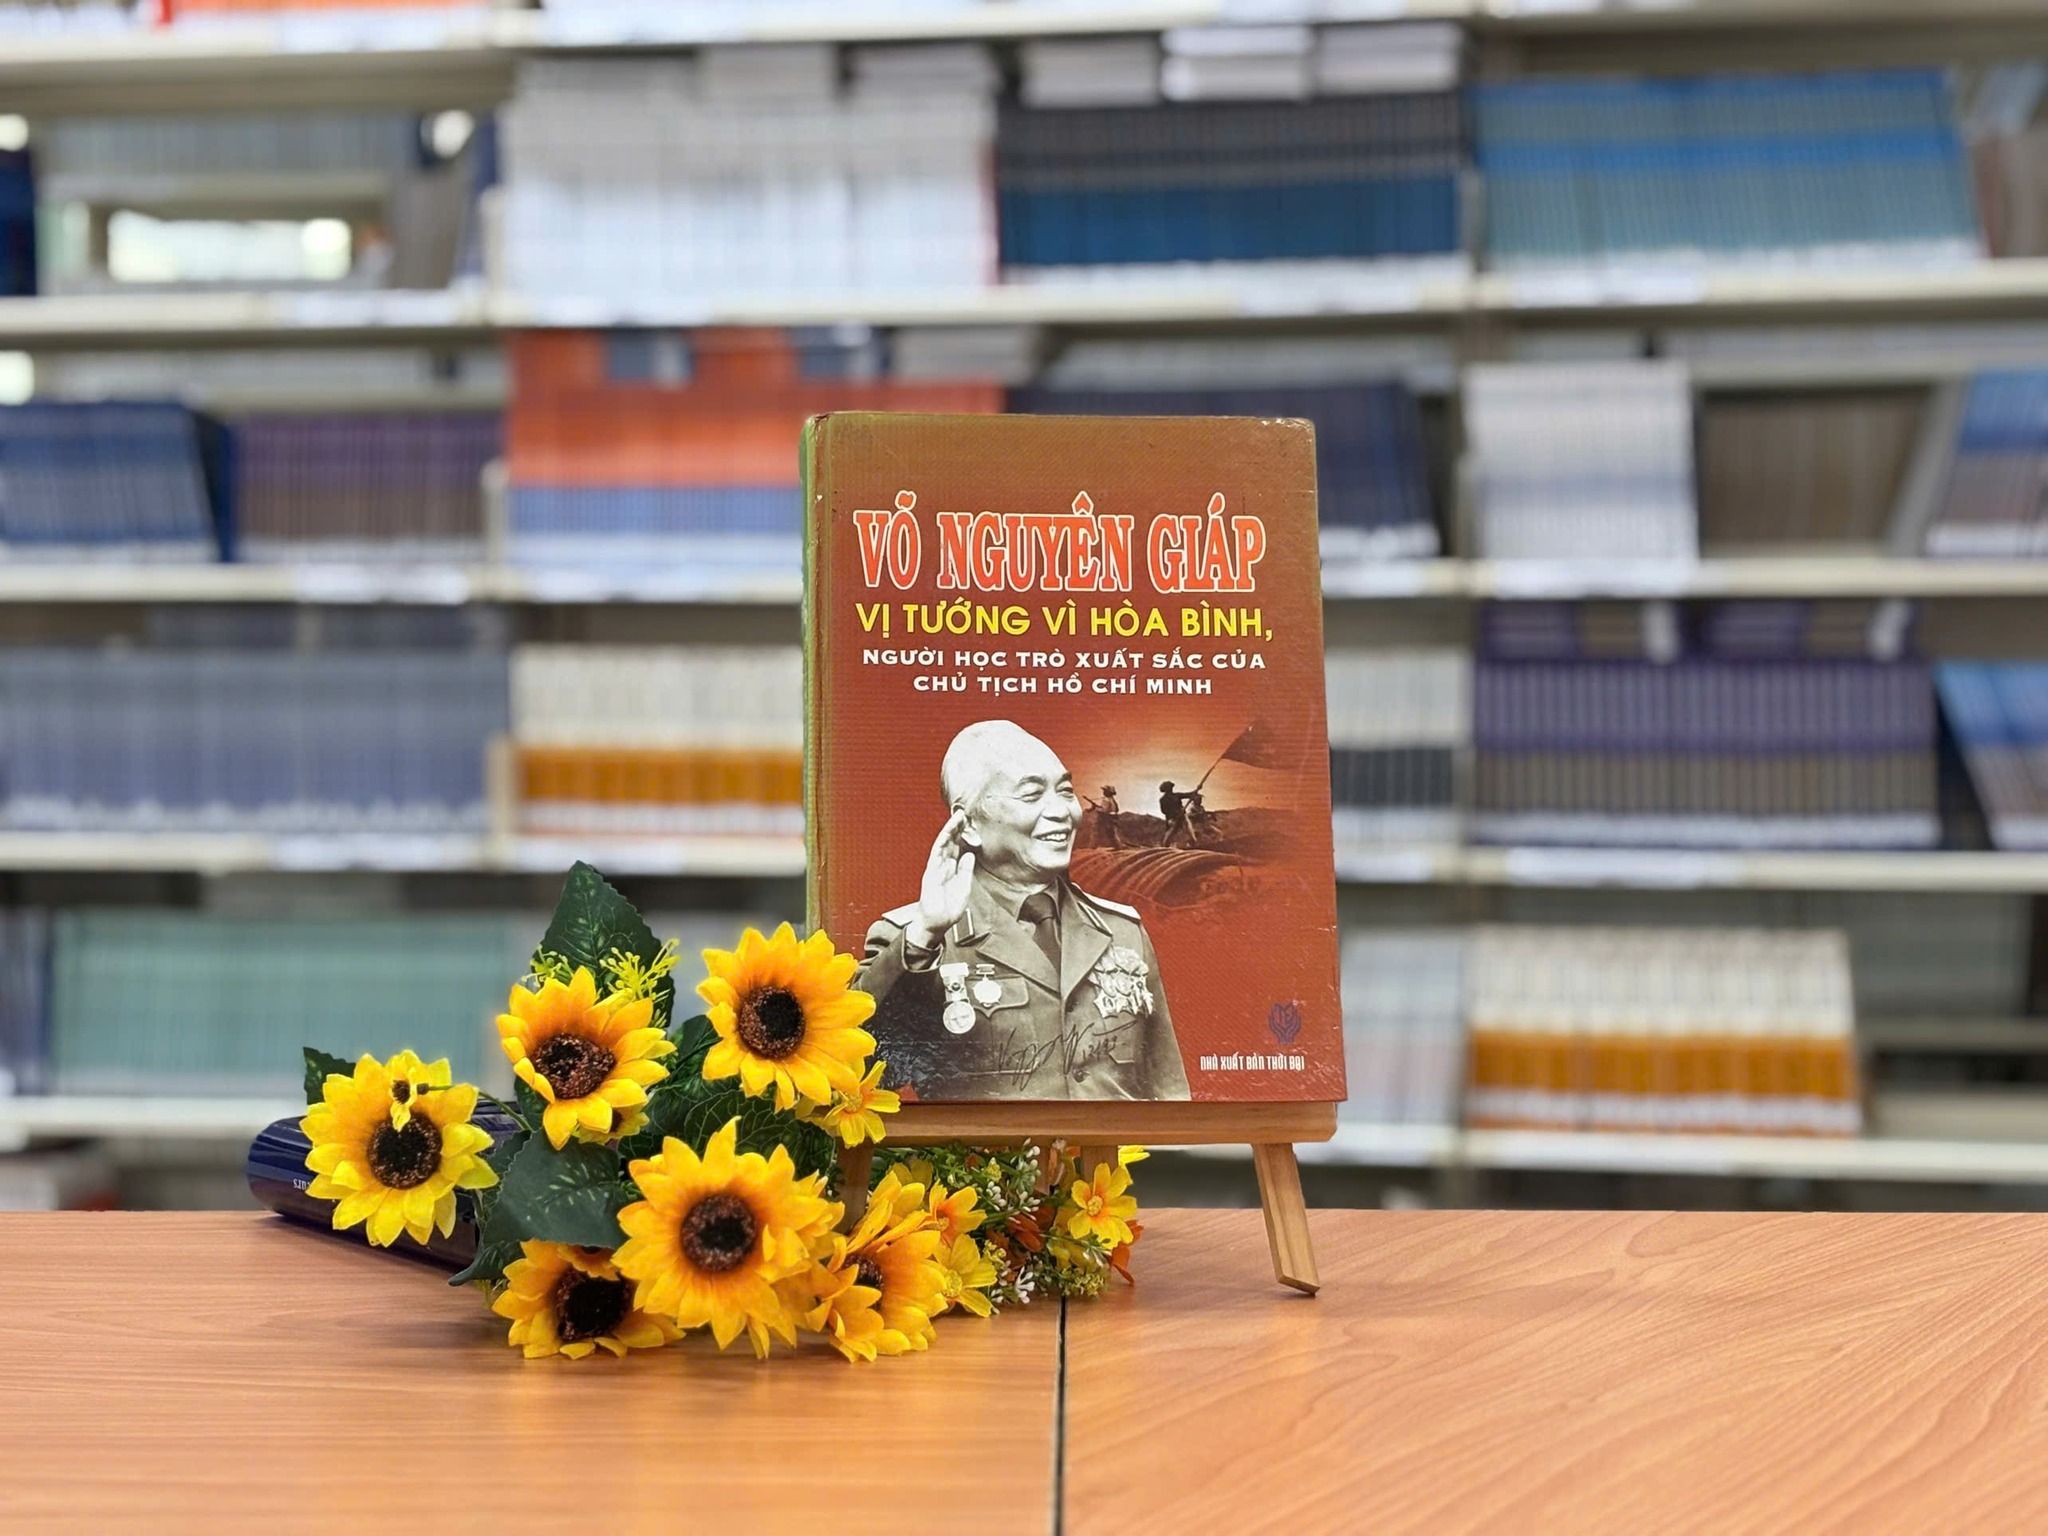 VÕ NGUYÊN GIÁP
VỊ TƯỚNG VÌ HÒA BÌNH,
NGƯỜI HỌC TRÒ XUẤT SẮC CỦA
CHỦ TỊCH HỒ CHÍ MINH
NHÀ XUẤT BẢN THỜI ĐẠI